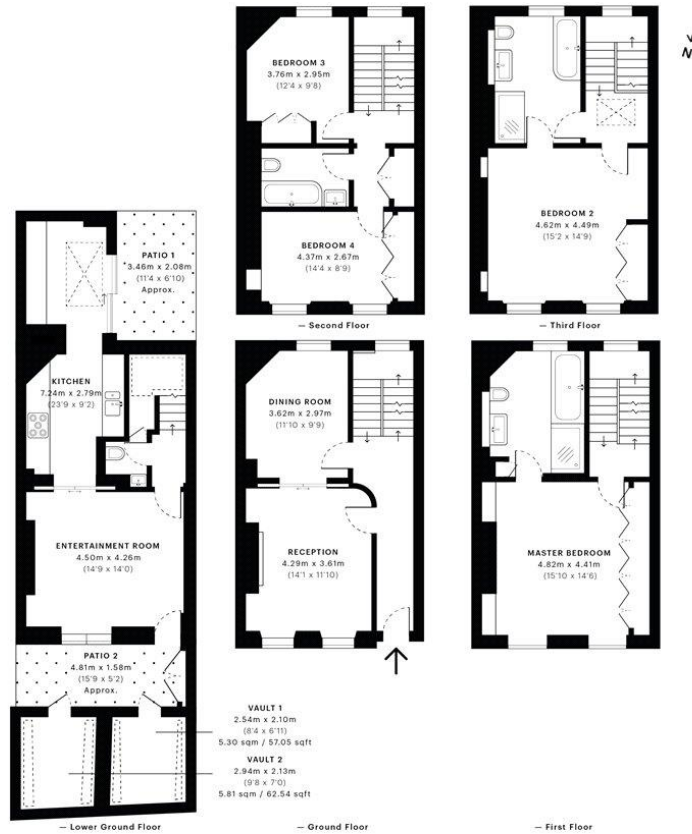 BEDROOM 3
3.76m x 2.95m
(12'4 x 9'8)
BEDROOM 4
4.37m x 2.67m
(14'4 x 8'9)
— Second Floor
BEDROOM 2
4.62m x 4.49m
(15'2 x 14'9)
— Third Floor
N
PATIO 1
3.46m x 2.08m
(11'4 x 6'10)
Approx.
KITCHEN
7.24m x 2.79m
(23'9 x 9'2)
ENTERTAINMENT ROOM
4.50m x 4.26m
(14'9 x 14'0)
PATIO 2
4.81m x 1.58m
(15'9 x 5'2)
Approx.
DINING ROOM
3.62m x 2.97m
(11'10 x 9'9)
RECEPTION
4.29m x 3.61m
(14'1 x 11'10)
MASTER BEDROOM
4.82m x 4.41m
(15'10 x 14'6)
VAULT 1
2.54m x 2.10m
(8'4 x 6'11)
5.30 sqm / 57.05 sqft
VAULT 2
2.94m x 2.13m
(9'8 x 7'0)
5.81 sqm / 62.54 sqft
— Lower Ground Floor
— Ground Floor
— First Floor